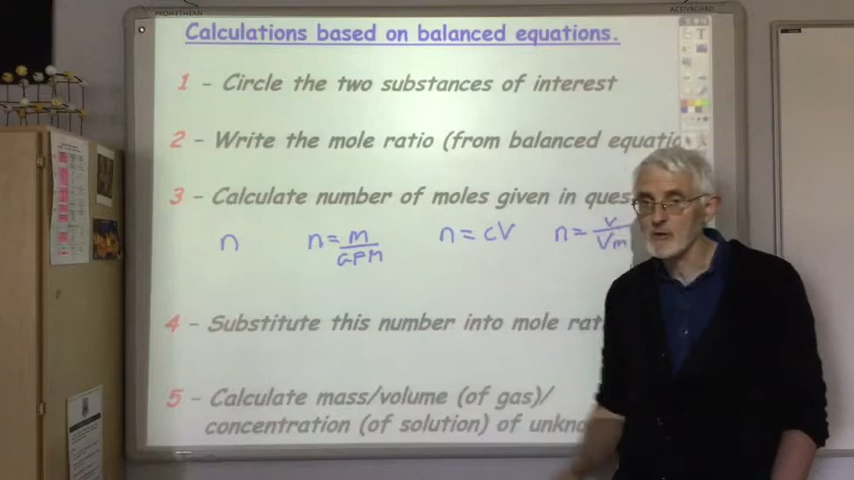 PROMETHEAN ACTIVBOARD
Calculations based on balanced equations.
1 - Circle the two substances of interest
2 - Write the mole ratio (from balanced equatio
3 - Calculate number of moles given in ques
n n = m/GFM n = cV n = v/Vm
4 - Substitute this number into mole rat
5 - Calculate mass/volume (of gas)/
concentration (of solution) of unkn